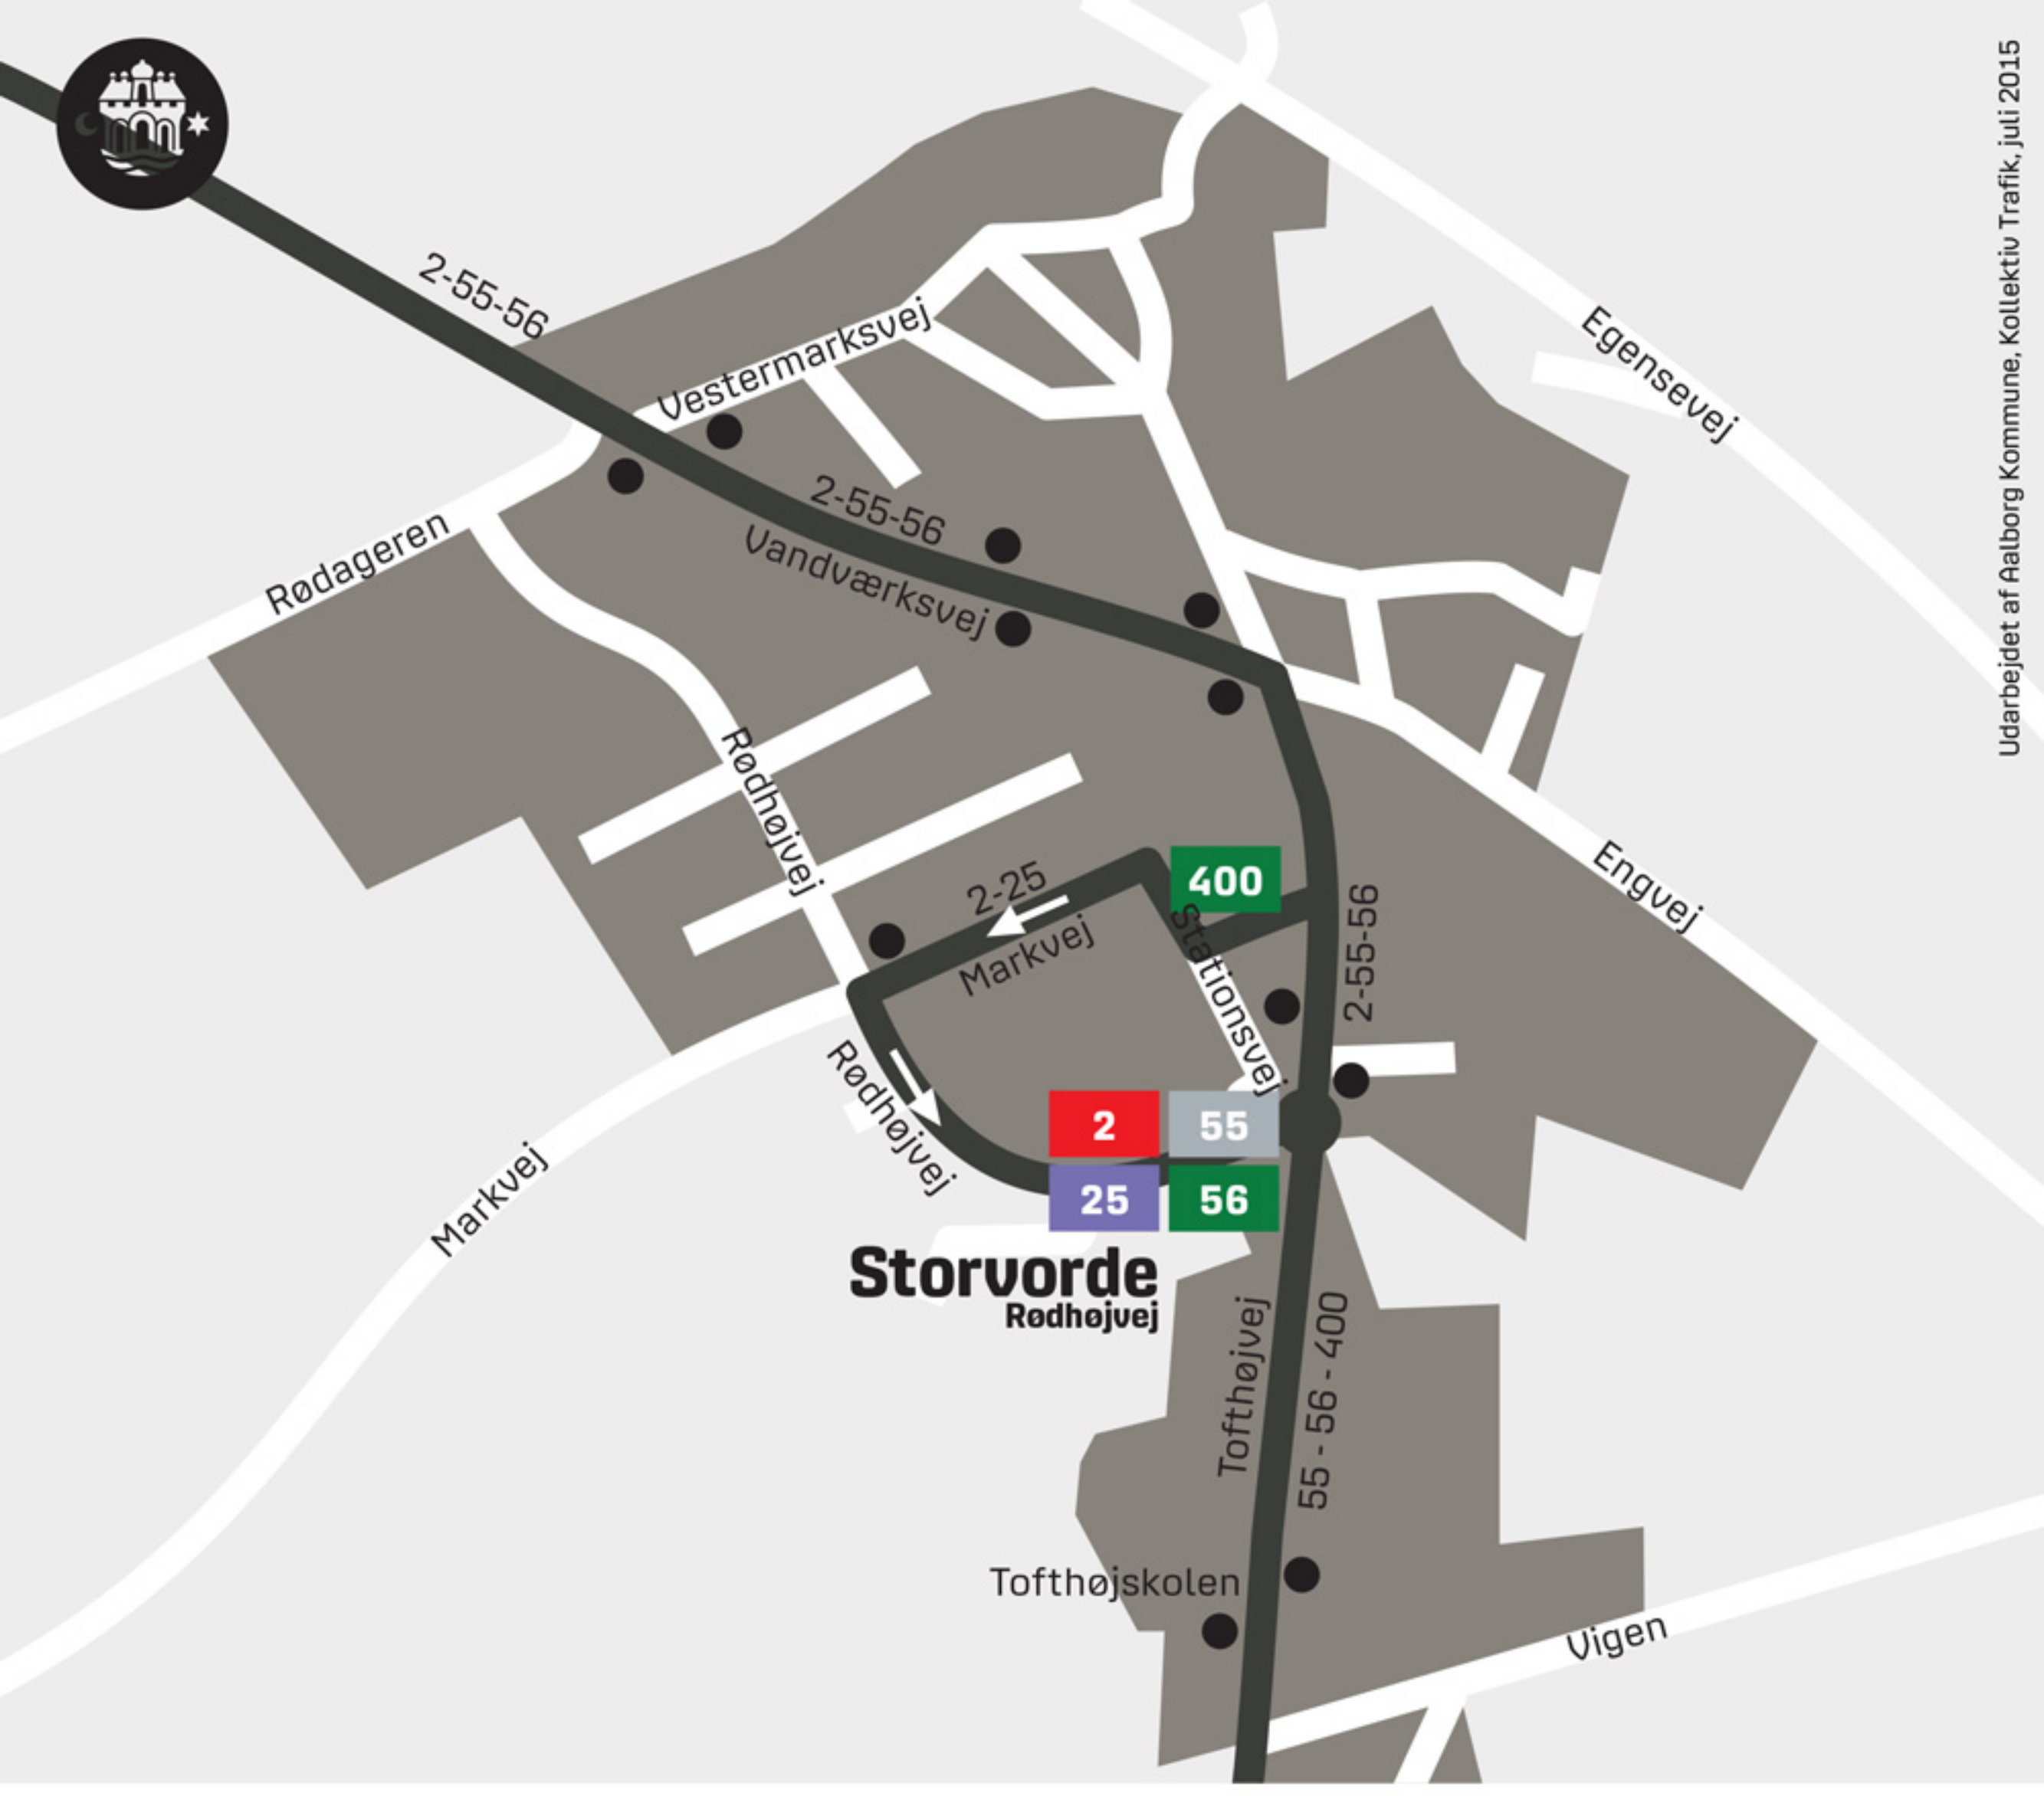 Udarbejdet af Aalborg Kommune, Kollektiv Trafik, juli 2015
2-55-56
Vestermarksvej
Egensevej
2-55-56
Vandværksvej
Rødageren
Rødhøjvej
400
2-25
Markvej
Stationsvej
2-55-56
Engvej
Rødhøjvej
2
55
25
56
Markvej
Storvorde
Rødhøjvej
Tofthøjvej
55 - 56 - 400
Tofthøjskolen
Vigen